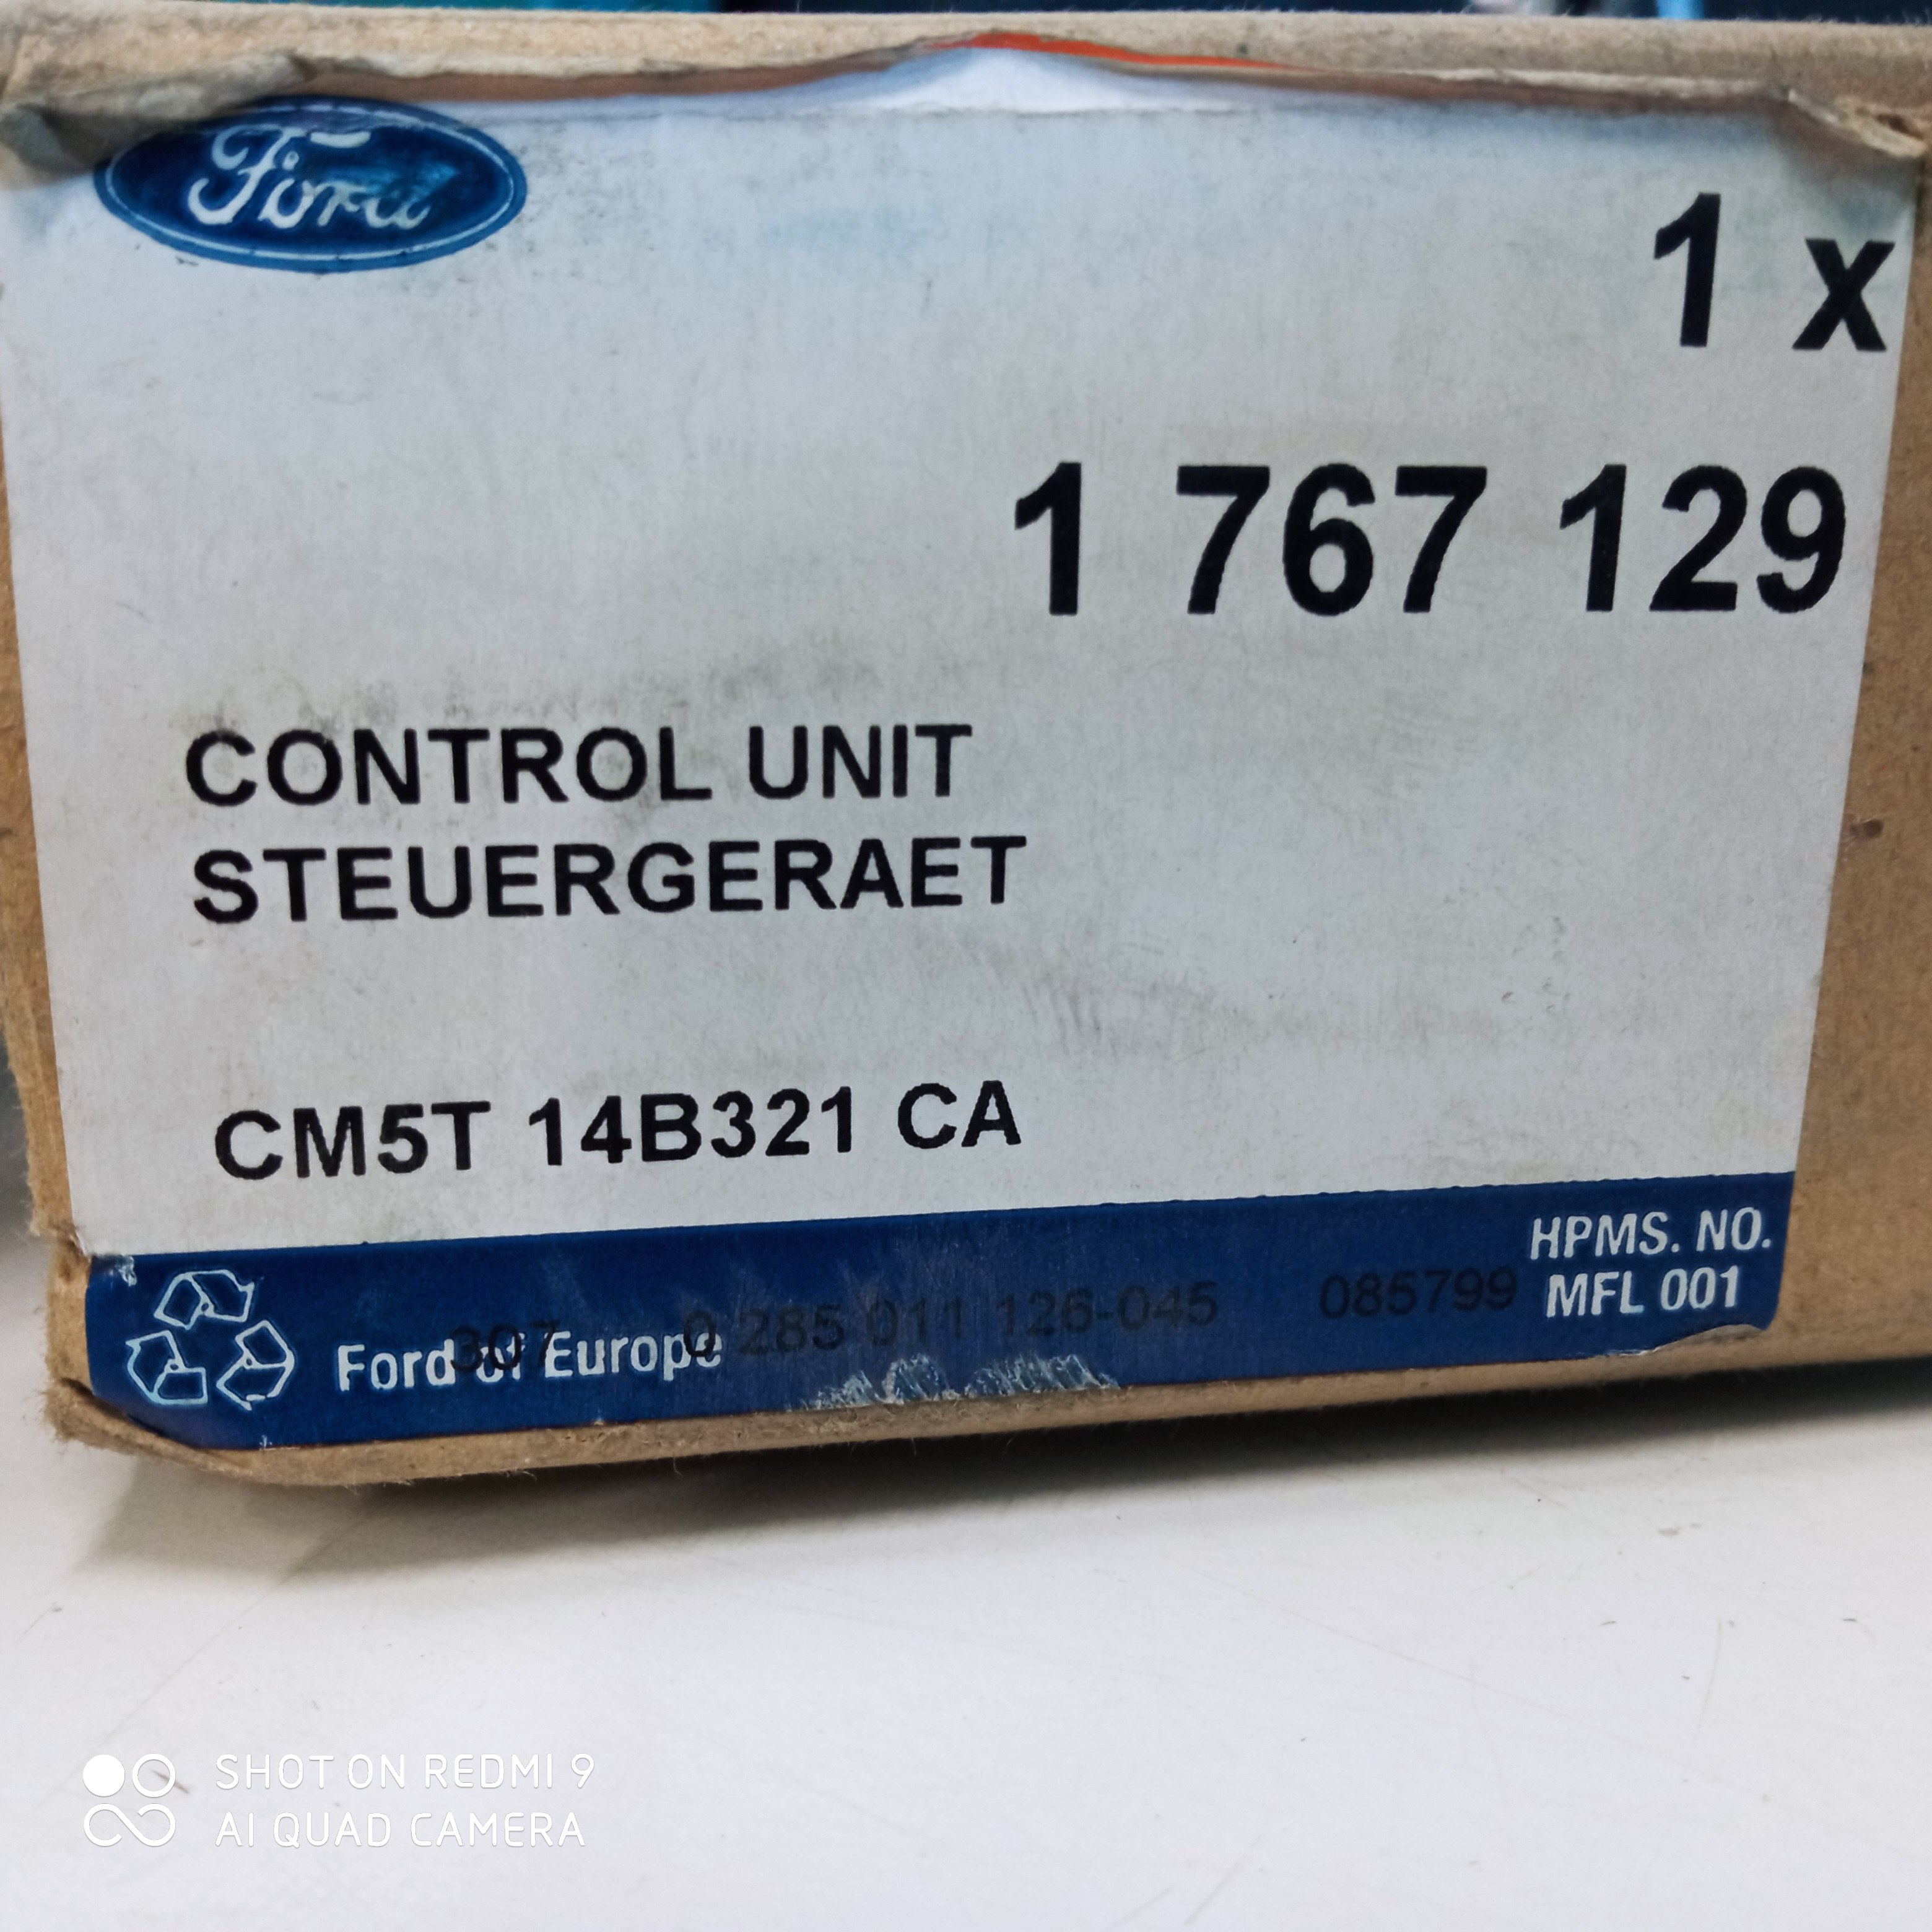 Ford
1 x
1 767 129
CONTROL UNIT
STEUERGERAET
CM5T 14B321 CA
HPMS. NO.
MFL 001
Ford of Europe
307 0 285 011 126-045 085799
SHOT ON REDMI 9
AI QUAD CAMERA